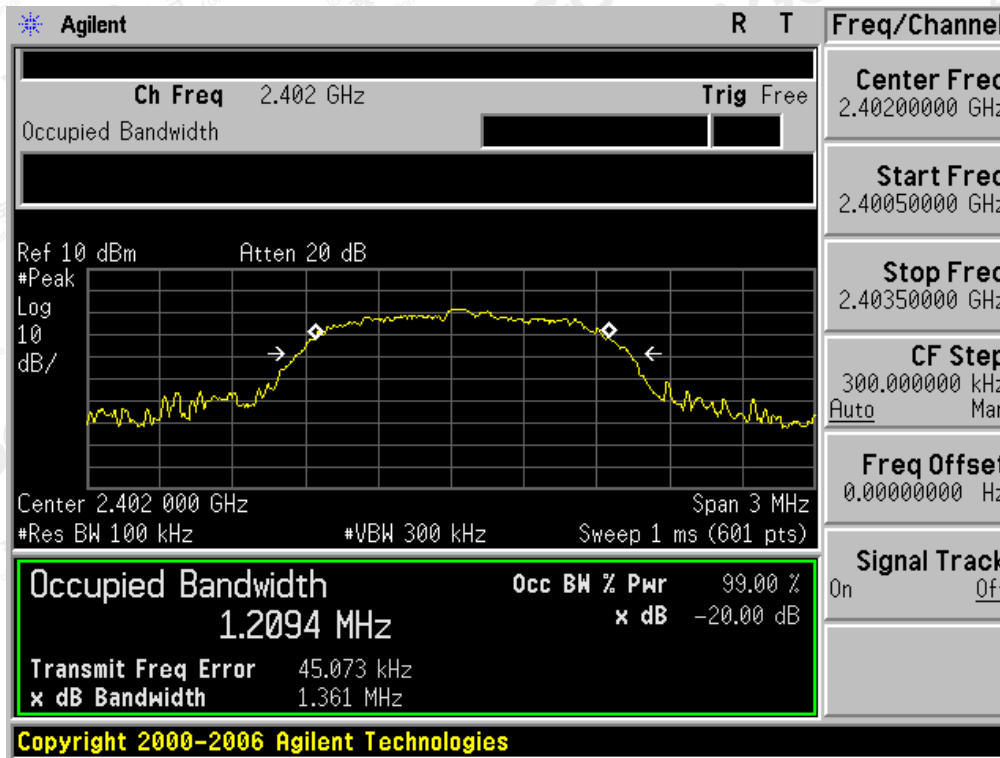 Agilent R T Freq/Channel
Ch Freq 2.402 GHz Trig Free
Occupied Bandwidth
Center Freq
2.40200000 GHz
Start Freq
2.40050000 GHz
Stop Freq
2.40350000 GHz
CF Step
300.000000 kHz
Auto Man
Freq Offset
0.00000000 Hz
Signal Track
On Off
Ref 10 dBm Atten 20 dB
#Peak
Log
10
dB/
Center 2.402 000 GHz Span 3 MHz
#Res BW 100 kHz #VBW 300 kHz Sweep 1 ms (601 pts)
Occupied Bandwidth Occ BW % Pwr 99.00 %
1.2094 MHz x dB -20.00 dB
Transmit Freq Error 45.073 kHz
x dB Bandwidth 1.361 MHz
Copyright 2000-2006 Agilent Technologies